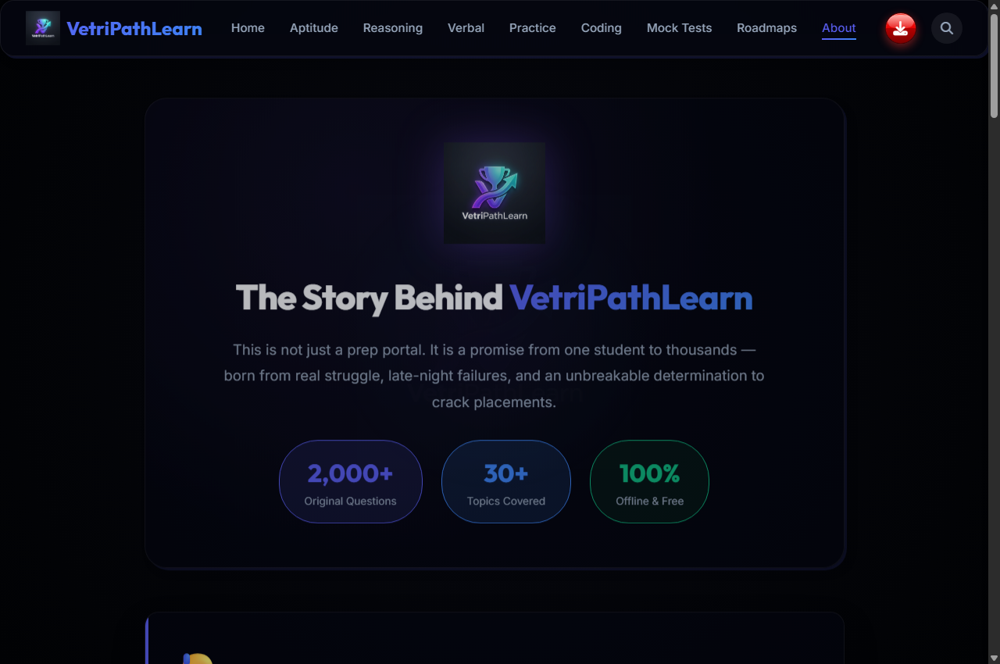 VetriPathLearn
Home
Aptitude
Reasoning
Verbal
Practice
Coding
Mock Tests
Roadmaps
About
VetriPathLearn
The Story Behind VetriPathLearn
This is not just a prep portal. It is a promise from one student to thousands —
born from real struggle, late-night failures, and an unbreakable determination to
crack placements.
2,000+
Original Questions
30+
Topics Covered
100%
Offline & Free